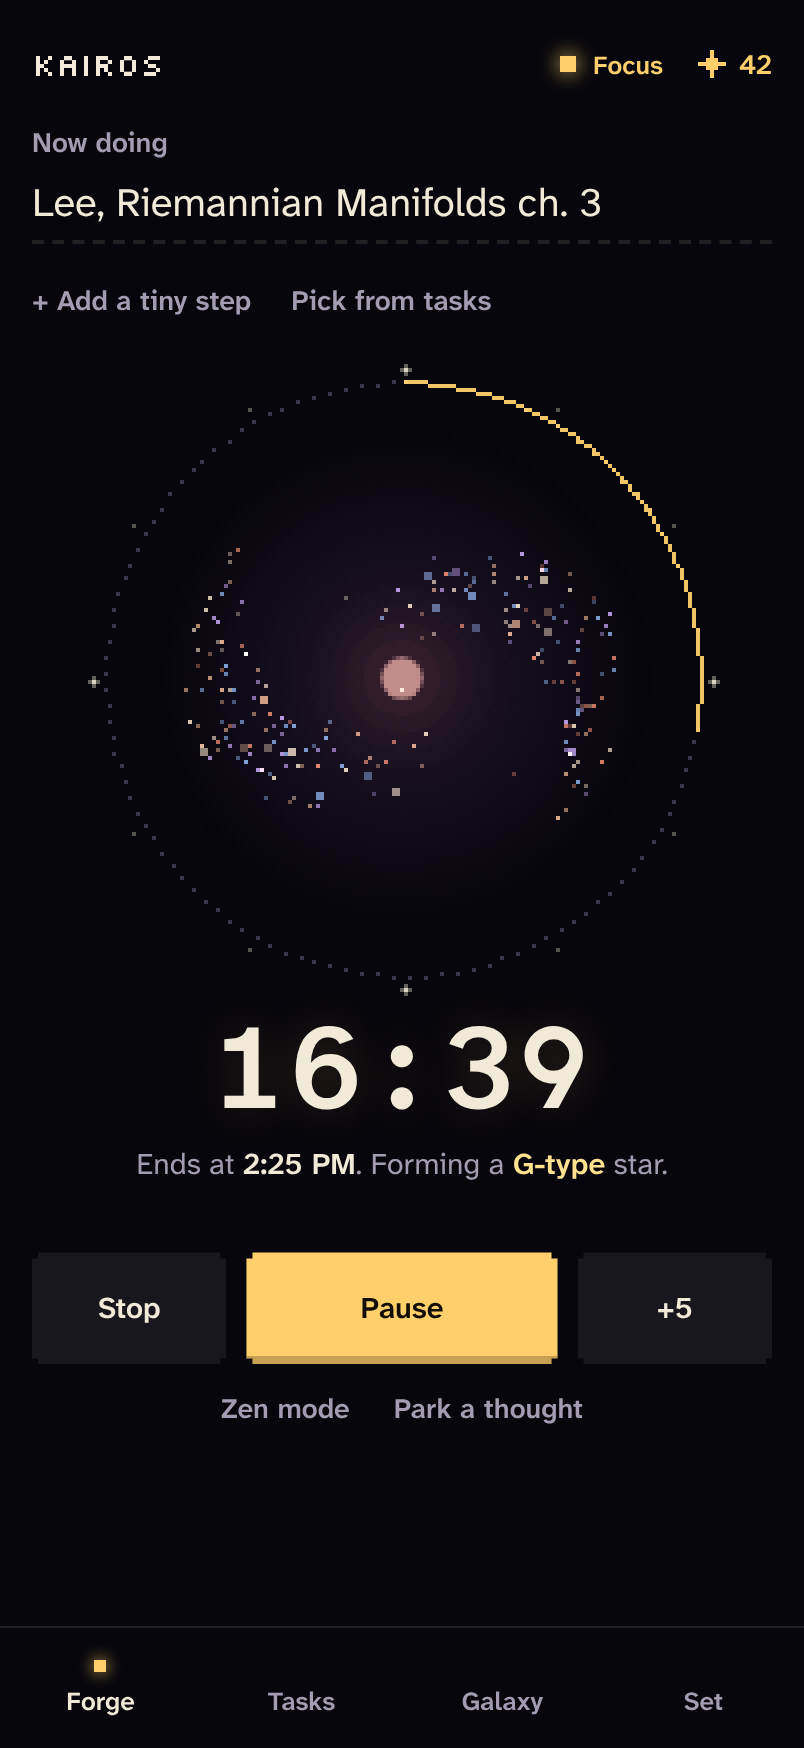 KAIROS
Focus 42
Now doing
Lee, Riemannian Manifolds ch. 3
+ Add a tiny step Pick from tasks
16:39
Ends at 2:25 PM. Forming a G-type star.
Stop Pause +5
Zen mode Park a thought
Forge Tasks Galaxy Set